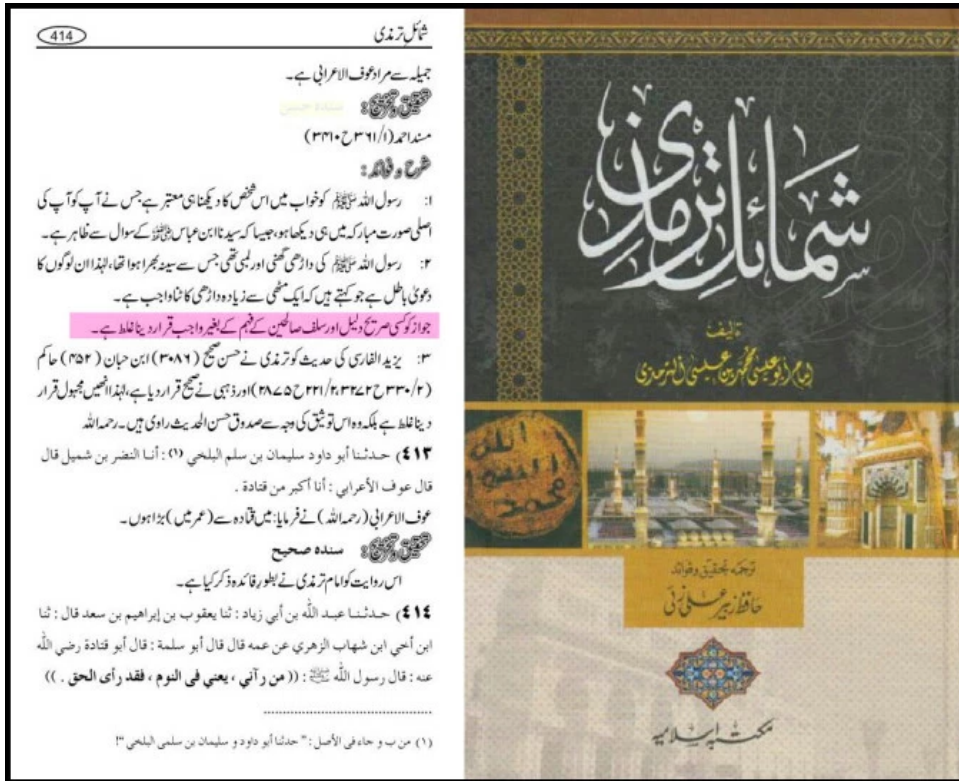 414
شمائل ترمذی
جمیلہ سے مراد عوف الاعرابی ہے۔
تحقیق و تخریج: سندہ حسن
مسند احمد (۳۶۱/۱ ح ۳۴۱۰)
شرح و فوائد:
۱: رسول اللہ ﷺ کو خواب میں اس شخص کا دیکھنا ہی معتبر ہے جس نے آپ کو آپ کی
اصلی صورت مبارکہ میں ہی دیکھا ہو، جیسا کہ سیدنا ابن عباس رضی اللہ عنہ کے سوال سے ظاہر ہے۔
۲: رسول اللہ ﷺ کی داڑھی گھنی اور لمبی تھی جس سے سینہ بھرا ہوا تھا، لہٰذا ان لوگوں کا
دعویٰ باطل ہے جو کہتے ہیں کہ ایک مٹھی سے زیادہ داڑھی کا ٹنا واجب ہے۔
جواز کو کسی صریح دلیل اور سلف صالحین کے فہم کے بغیر واجب قرار دینا غلط ہے۔
۳: یزید الفارسی کی حدیث کو ترمذی نے حسن صحیح (۳۰۸۶) ابن حبان (۴۵۲) حاکم
(۳۳۰/۲ ح ۳۲۷۲، ۲۲۱/۲ ح ۲۸۷۵) اور ذہبی نے صحیح قرار دیا ہے، لہٰذا انھیں مجہول قرار
دینا غلط ہے بلکہ وہ اس توثیق کی وجہ سے صدوق حسن الحدیث راوی ہیں۔ رحمہ اللہ
٤١٣) حدثنا أبو داود سليمان بن سلم البلخي (١): أنا النضر بن شميل قال
قال عوف الأعرابي : أنا أكبر من قتادة .
عوف الاعرابی (رحمہ اللہ) نے فرمایا: میں قتادہ سے (عمر میں) بڑا ہوں۔
تحقیق و تخریج: سنده صحيح
اس روایت کو امام ترمذی نے بطورِ فائدہ ذکر کیا ہے۔
٤١٤) حدثنا عبد الله بن أبي زياد : ثنا يعقوب بن إبراهيم بن سعد قال : ثنا
ابن أخي ابن شهاب الزهري عن عمه قال قال أبو سلمة : قال أبو قتادة رضي الله
عنه : قال رسول الله ﷺ : (( من رآني ، يعني في النوم ، فقد رأى الحق . ))
(١) من ب و جاء في الأصل : " حدثنا أبو داود و سليمان بن سلمى البلخي "!
شمائل ترمذی
تالیف
امام ابو عیسیٰ محمد بن عیسیٰ الترمذی
الله
رسول
محمد
ترجمہ تحقیق و فوائد
حافظ زبیر علی زئی
مکتبہ اسلامیہ